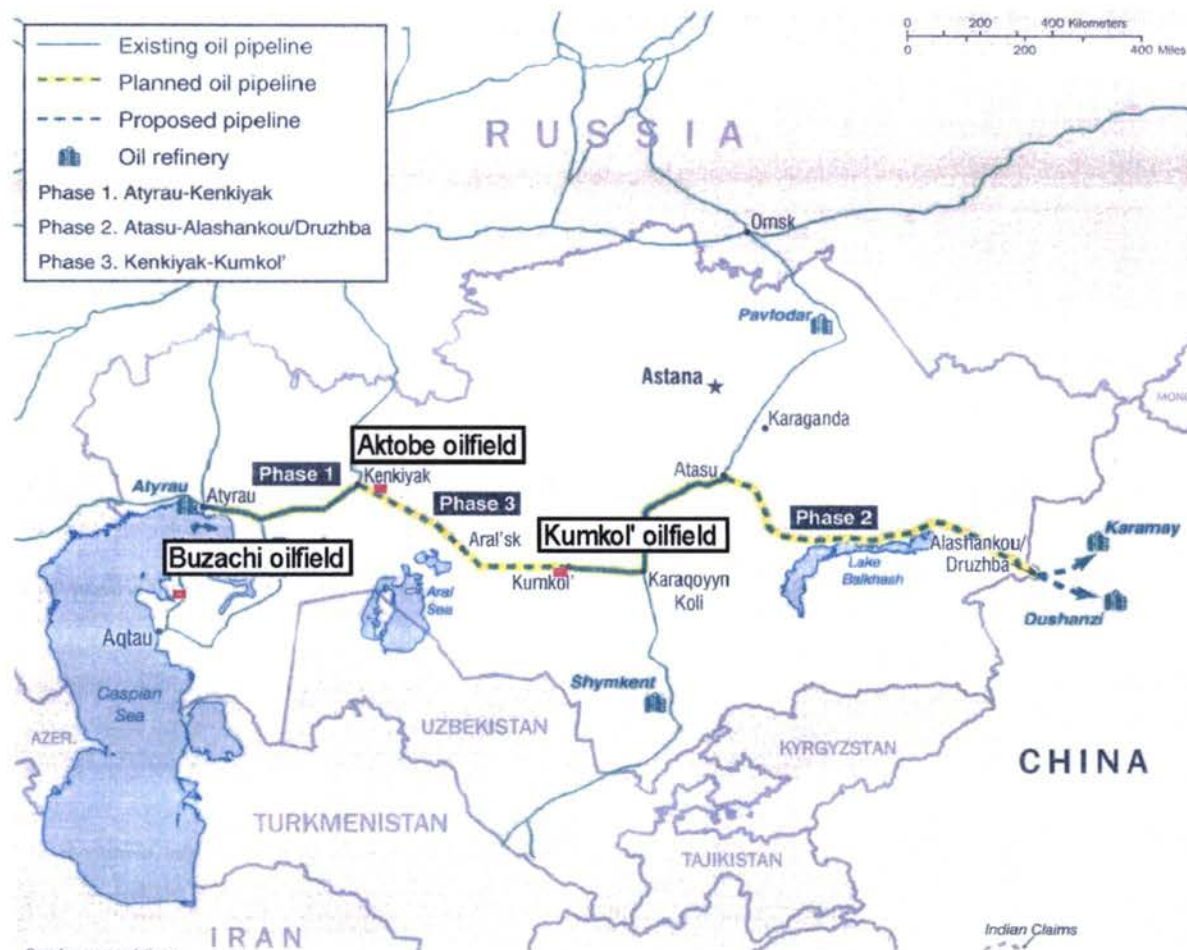 Existing oil pipeline
Planned oil pipeline
Proposed pipeline
Oil refinery
Phase 1. Atyrau-Kenkiyak
Phase 2. Atasu-Alashankou/Druzhba
Phase 3. Kenkiyak-Kumkol'
0 200 400 Kilometers
0 200 400 Miles
RUSSIA
Omsk
Pavlodar
Astana
Karaganda
MONG
Aktobe oilfield
Phase 1
Kenkiyak
Atasu
Atyrau
Atyrau
Phase 3
Phase 2
Karamay
Aral'sk
Kumkol' oilfield
Alashankou/
Druzhba
Buzachi oilfield
Lake
Balkhash
Kumkol'
Karaqoyyn
Koli
Aral
Sea
Dushanzi
Aqtau
Shymkent
Caspian
Sea
UZBEKISTAN
AZER.
KYRGYZSTAN
CHINA
TURKMENISTAN
TAJIKISTAN
IRAN
Indian Claims